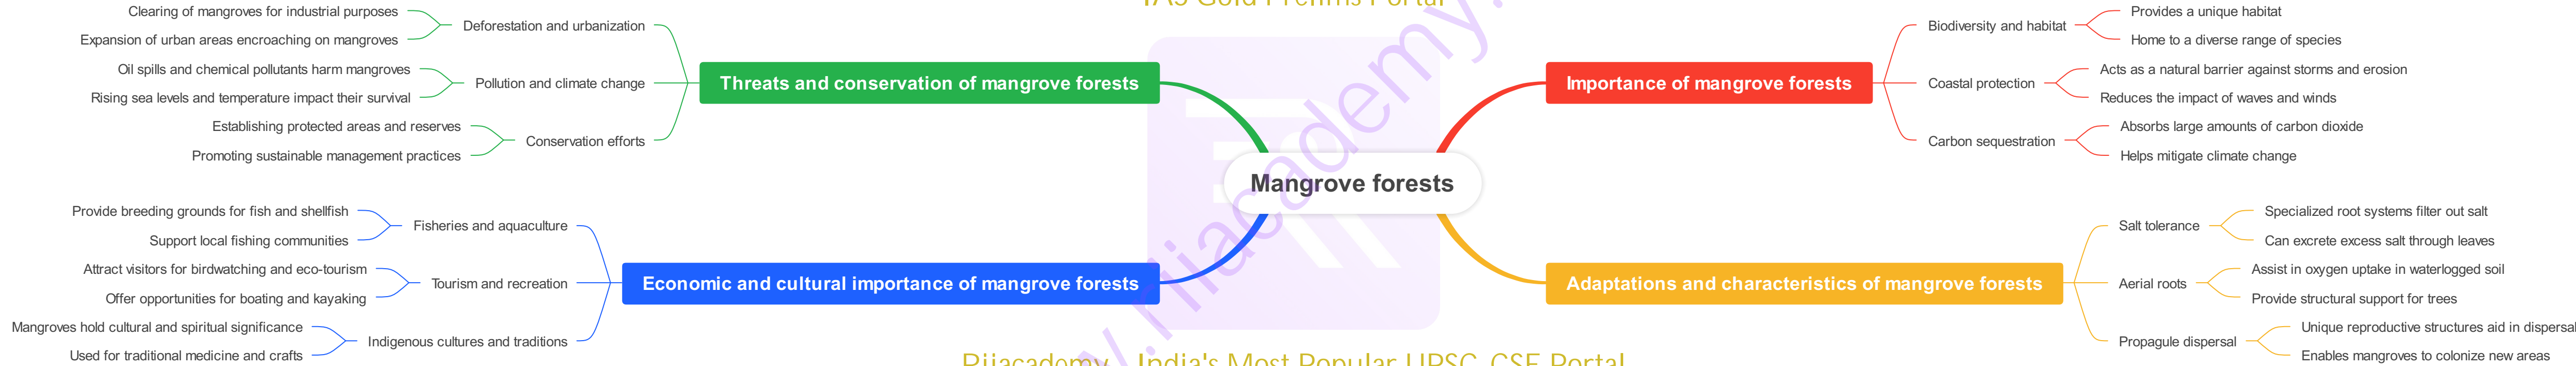 IAS Gold Prelims Portal
Mangrove forests
Threats and conservation of mangrove forests
Deforestation and urbanization
Clearing of mangroves for industrial purposes
Expansion of urban areas encroaching on mangroves
Pollution and climate change
Oil spills and chemical pollutants harm mangroves
Rising sea levels and temperature impact their survival
Conservation efforts
Establishing protected areas and reserves
Promoting sustainable management practices
Economic and cultural importance of mangrove forests
Fisheries and aquaculture
Provide breeding grounds for fish and shellfish
Support local fishing communities
Tourism and recreation
Attract visitors for birdwatching and eco-tourism
Offer opportunities for boating and kayaking
Indigenous cultures and traditions
Mangroves hold cultural and spiritual significance
Used for traditional medicine and crafts
Importance of mangrove forests
Biodiversity and habitat
Provides a unique habitat
Home to a diverse range of species
Coastal protection
Acts as a natural barrier against storms and erosion
Reduces the impact of waves and winds
Carbon sequestration
Absorbs large amounts of carbon dioxide
Helps mitigate climate change
Adaptations and characteristics of mangrove forests
Salt tolerance
Specialized root systems filter out salt
Can excrete excess salt through leaves
Aerial roots
Assist in oxygen uptake in waterlogged soil
Provide structural support for trees
Propagule dispersal
Unique reproductive structures aid in dispersal
Enables mangroves to colonize new areas
India's Most Popular UPSC CSE Portal